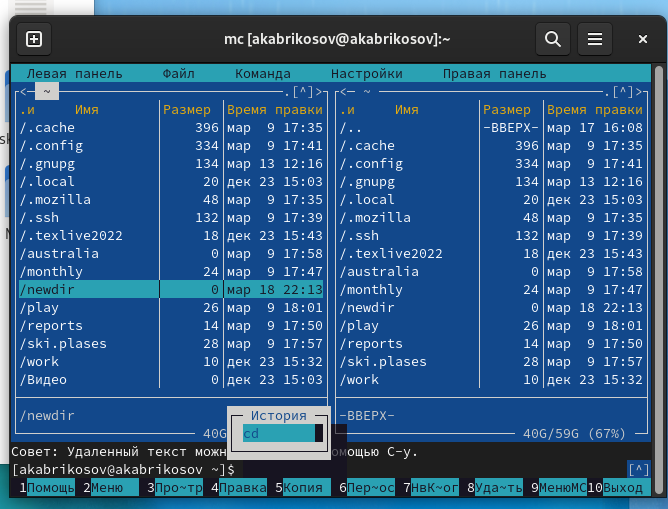 mc [akabrikosov@akabrikosov]:~
Левая панель Файл Команда Настройки Правая панель
<— ~ .[^]> <— ~ .[^]>
.и Имя Размер Время правки .и Имя Размер Время правки
/.cache 396 мар 9 17:35 /.. -ВВЕРХ- мар 17 16:08
/.config 334 мар 9 17:41 /.cache 396 мар 9 17:35
/.gnupg 134 мар 13 12:16 /.config 334 мар 9 17:41
/.local 20 дек 23 15:03 /.gnupg 134 мар 13 12:16
/.mozilla 48 мар 9 17:35 /.local 20 дек 23 15:03
/.ssh 132 мар 9 17:39 /.mozilla 48 мар 9 17:35
/.texlive2022 18 дек 23 15:43 /.ssh 132 мар 9 17:39
/australia 0 мар 9 17:58 /.texlive2022 18 дек 23 15:43
/monthly 24 мар 9 17:47 /australia 0 мар 9 17:58
/newdir 0 мар 18 22:13 /monthly 24 мар 9 17:47
/play 26 мар 9 18:01 /newdir 0 мар 18 22:13
/reports 14 мар 9 17:50 /play 26 мар 9 18:01
/ski.plases 28 мар 9 17:57 /reports 14 мар 9 17:50
/work 10 дек 23 15:32 /ski.plases 28 мар 9 17:57
/Видео 0 дек 23 15:03 /work 10 дек 23 15:32
/newdir -ВВЕРХ-
История
cd
40G 40G/59G (67%)
Совет: Удаленный текст можн мощью C-y.
[akabrikosov@akabrikosov ~]$ [^]
1Помощь 2Меню 3Про~тр 4Правка 5Копия 6Пер~ос 7НвК~ог 8Уда~ть 9МенюMC 10Выход